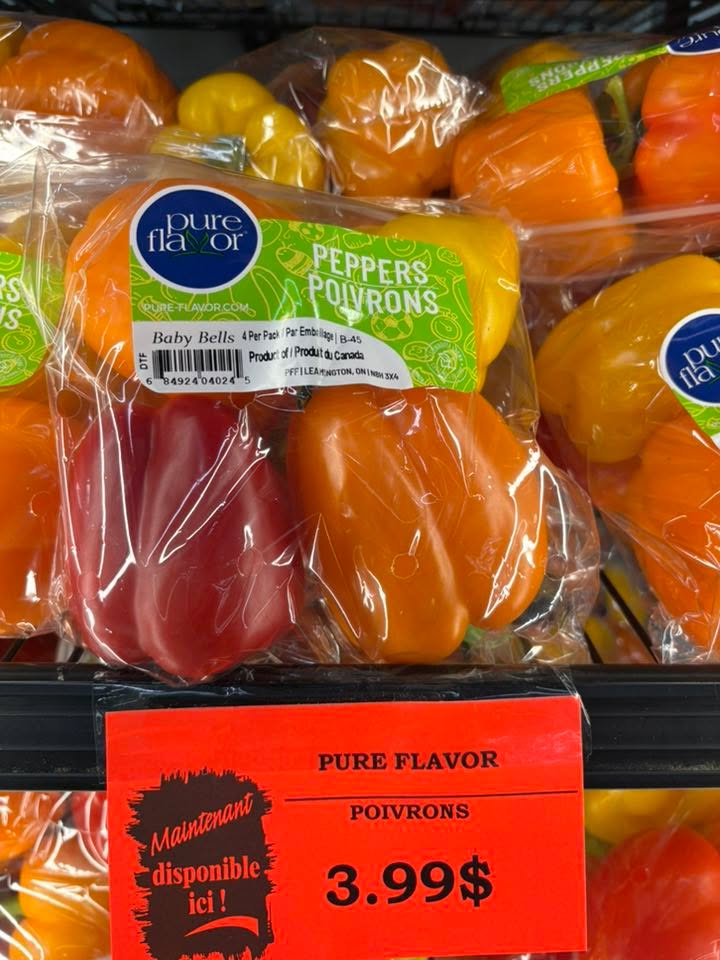 PEPPERS
POIVRONS
pure
flavor
PEPPERS
POIVRONS
PURE-FLAVOR.COM
Baby Bells 4 Per Pack / Par Emballage | B-45
Product of / Produit du Canada
PFF | LEAMINGTON, ON | N8H 3X4
DTF
6 84924 04024 5
PURE FLAVOR
POIVRONS
Maintenant
disponible
ici !
3.99$